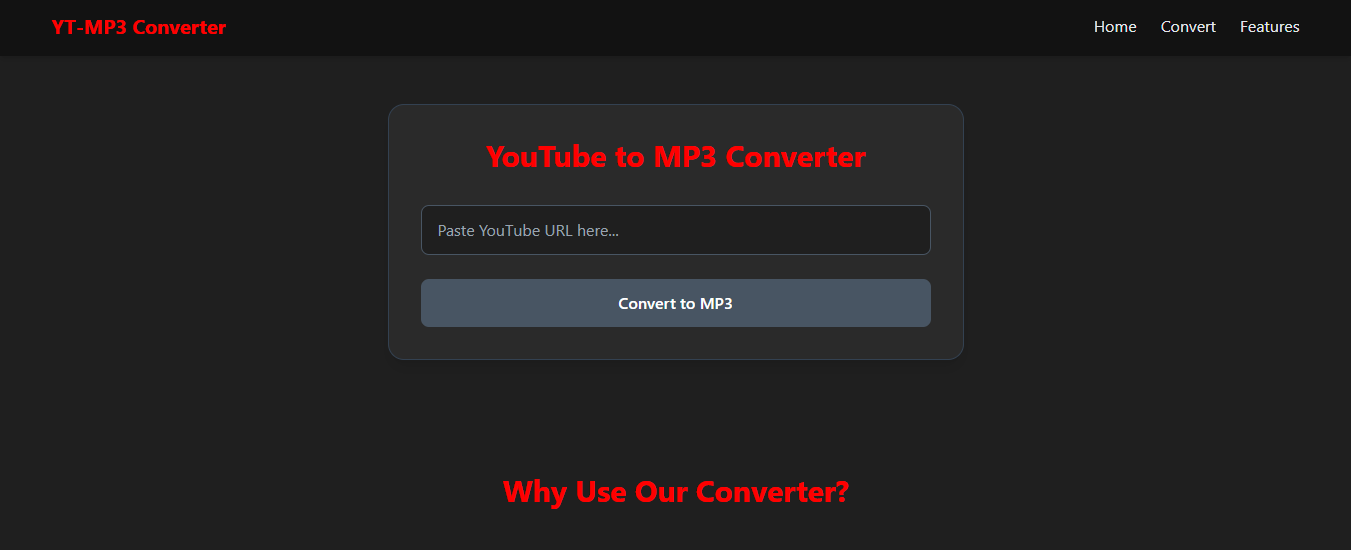 YT-MP3 Converter
Home Convert Features
YouTube to MP3 Converter
Paste YouTube URL here...
Convert to MP3
Why Use Our Converter?